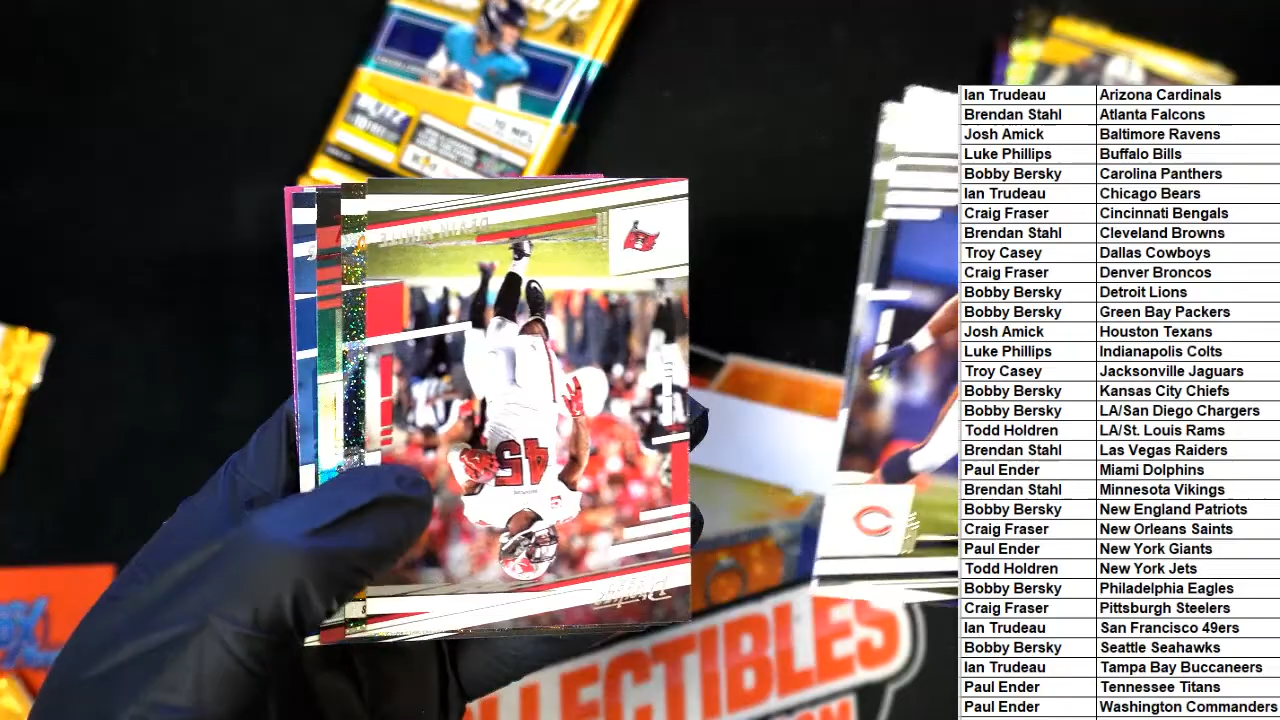 Ian Trudeau Arizona Cardinals
Brendan Stahl Atlanta Falcons
Josh Amick Baltimore Ravens
Luke Phillips Buffalo Bills
Bobby Bersky Carolina Panthers
Ian Trudeau Chicago Bears
Craig Fraser Cincinnati Bengals
Brendan Stahl Cleveland Browns
Troy Casey Dallas Cowboys
Craig Fraser Denver Broncos
Bobby Bersky Detroit Lions
Bobby Bersky Green Bay Packers
Josh Amick Houston Texans
Luke Phillips Indianapolis Colts
Troy Casey Jacksonville Jaguars
Bobby Bersky Kansas City Chiefs
Bobby Bersky LA/San Diego Chargers
Todd Holdren LA/St. Louis Rams
Brendan Stahl Las Vegas Raiders
Paul Ender Miami Dolphins
Brendan Stahl Minnesota Vikings
Bobby Bersky New England Patriots
Craig Fraser New Orleans Saints
Paul Ender New York Giants
Todd Holdren New York Jets
Bobby Bersky Philadelphia Eagles
Craig Fraser Pittsburgh Steelers
Ian Trudeau San Francisco 49ers
Bobby Bersky Seattle Seahawks
Ian Trudeau Tampa Bay Buccaneers
Paul Ender Tennessee Titans
Paul Ender Washington Commanders
DEVIN WHITE
45
Prestige
NFL
LECTIBLES